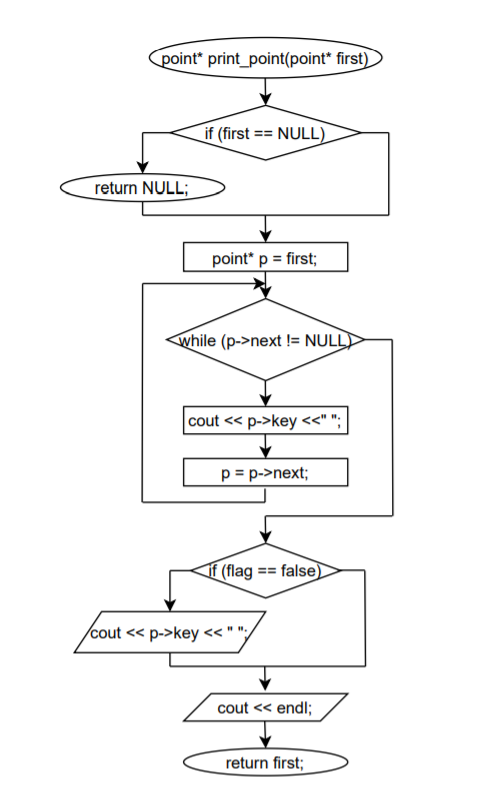 point* print_point(point* first)
if (first == NULL)
return NULL;
point* p = first;
while (p->next != NULL)
cout << p->key <<" ";
p = p->next;
if (flag == false)
cout << p->key << " ";
cout << endl;
return first;